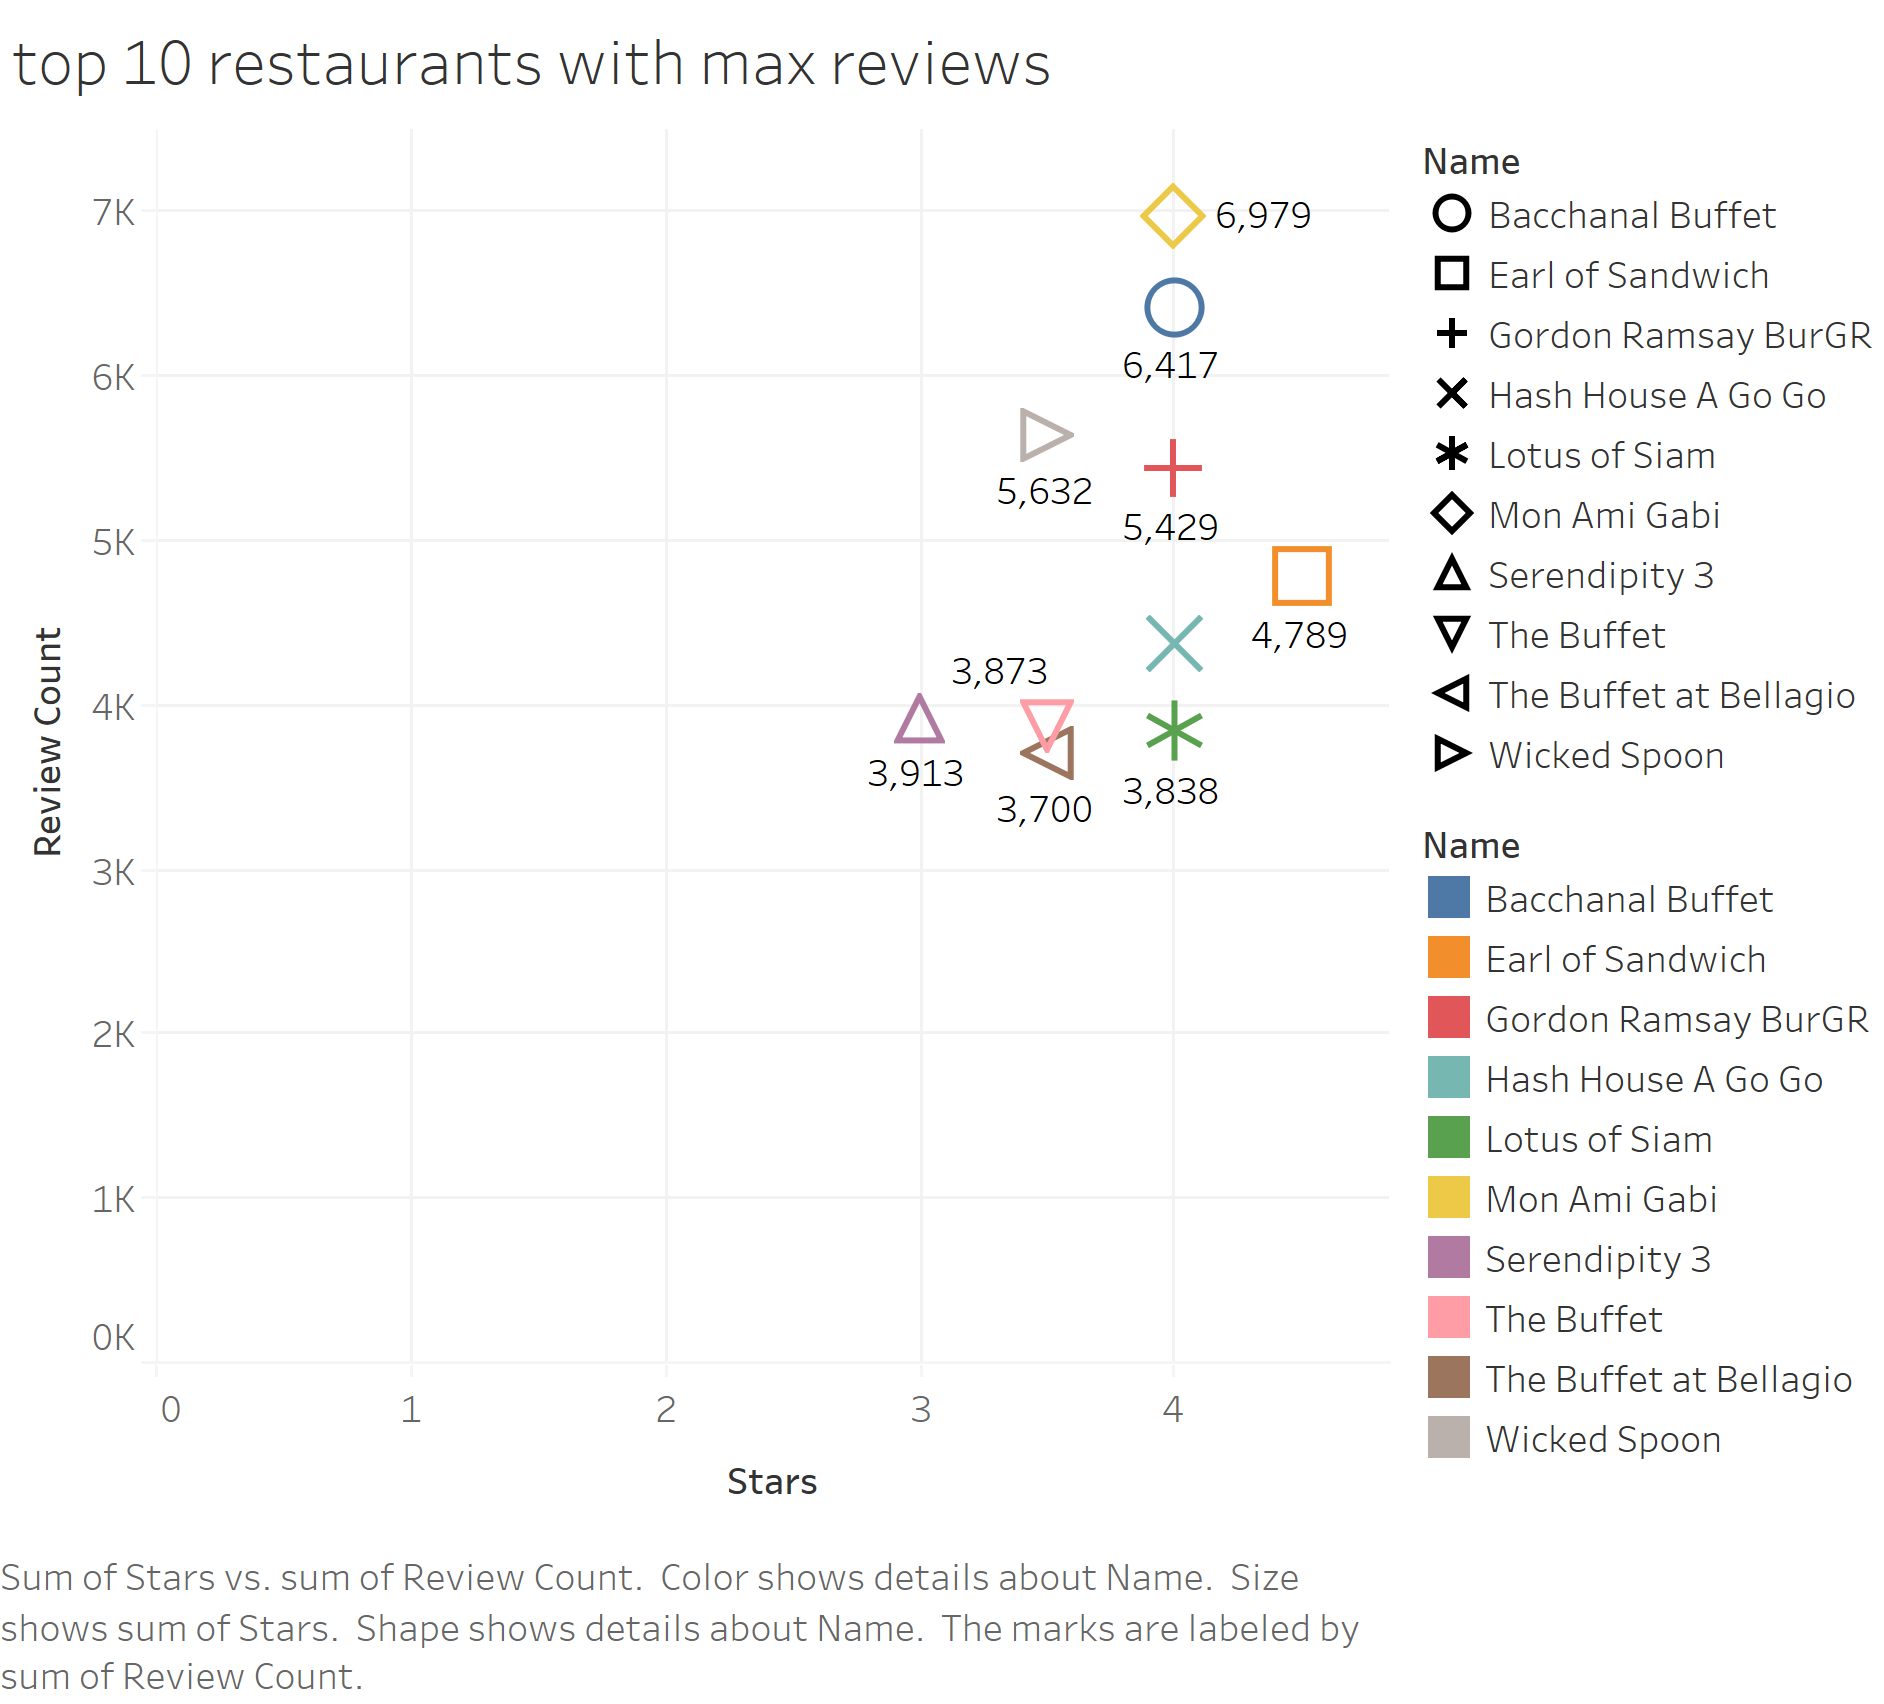 top 10 restaurants with max reviews
7K
6K
5K
4K
3K
2K
1K
0K
Review Count
6,979
6,417
5,632
5,429
4,789
3,873
3,913
3,700
3,838
0 1 2 3 4
Stars
Name
Bacchanal Buffet
Earl of Sandwich
Gordon Ramsay BurGR
Hash House A Go Go
Lotus of Siam
Mon Ami Gabi
Serendipity 3
The Buffet
The Buffet at Bellagio
Wicked Spoon
Name
Bacchanal Buffet
Earl of Sandwich
Gordon Ramsay BurGR
Hash House A Go Go
Lotus of Siam
Mon Ami Gabi
Serendipity 3
The Buffet
The Buffet at Bellagio
Wicked Spoon
Sum of Stars vs. sum of Review Count.  Color shows details about Name.  Size
shows sum of Stars.  Shape shows details about Name.  The marks are labeled by
sum of Review Count.